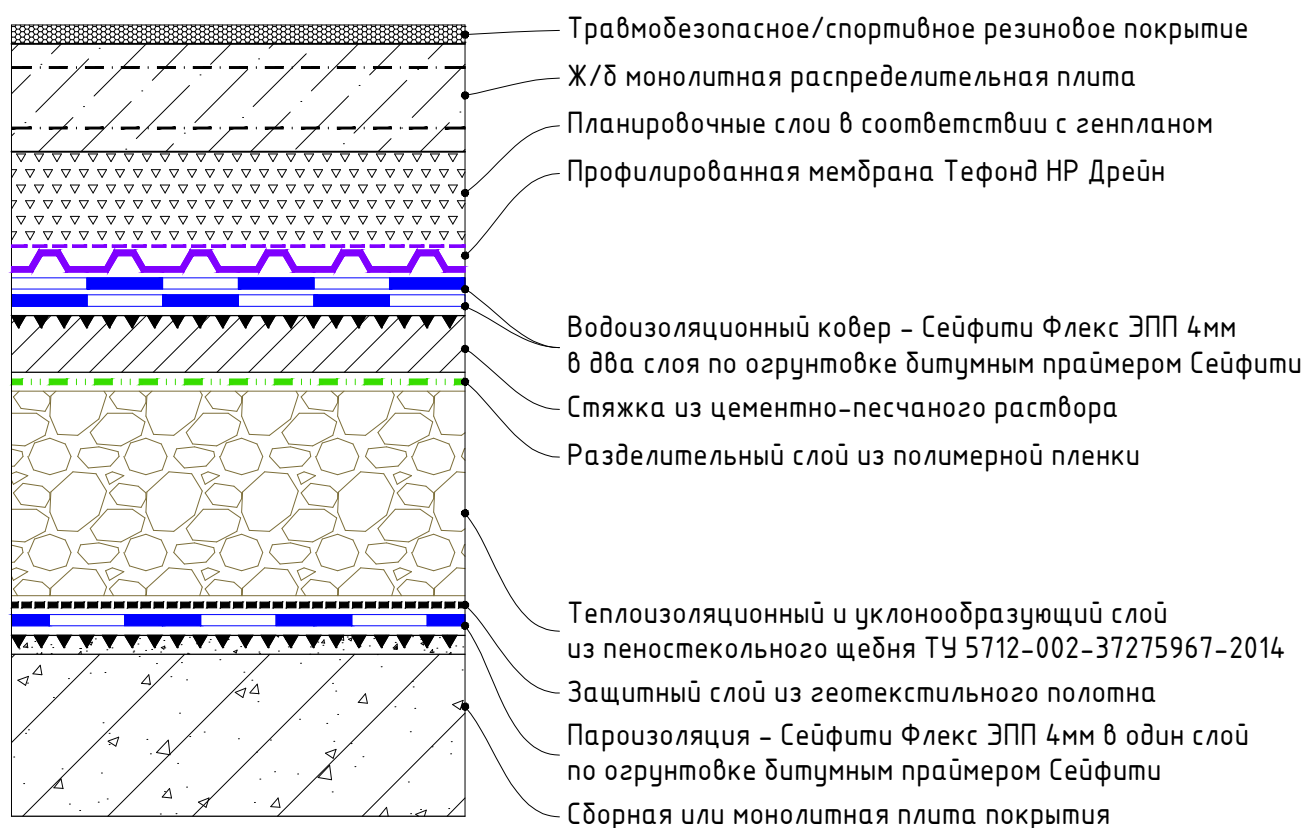 Травмобезопасное/спортивное резиновое покрытие
Ж/б монолитная распределительная плита
Планировочные слои в соответствии с генпланом
Профилированная мембрана Тефонд НР Дрейн
Водоизоляционный ковер - Сейфити Флекс ЭПП 4мм
в два слоя по огрунтовке битумным праймером Сейфити
Стяжка из цементно-песчаного раствора
Разделительный слой из полимерной пленки
Теплоизоляционный и уклонообразующий слой
из пеностекольного щебня ТУ 5712-002-37275967-2014
Защитный слой из геотекстильного полотна
Пароизоляция - Сейфити Флекс ЭПП 4мм в один слой
по огрунтовке битумным праймером Сейфити
Сборная или монолитная плита покрытия